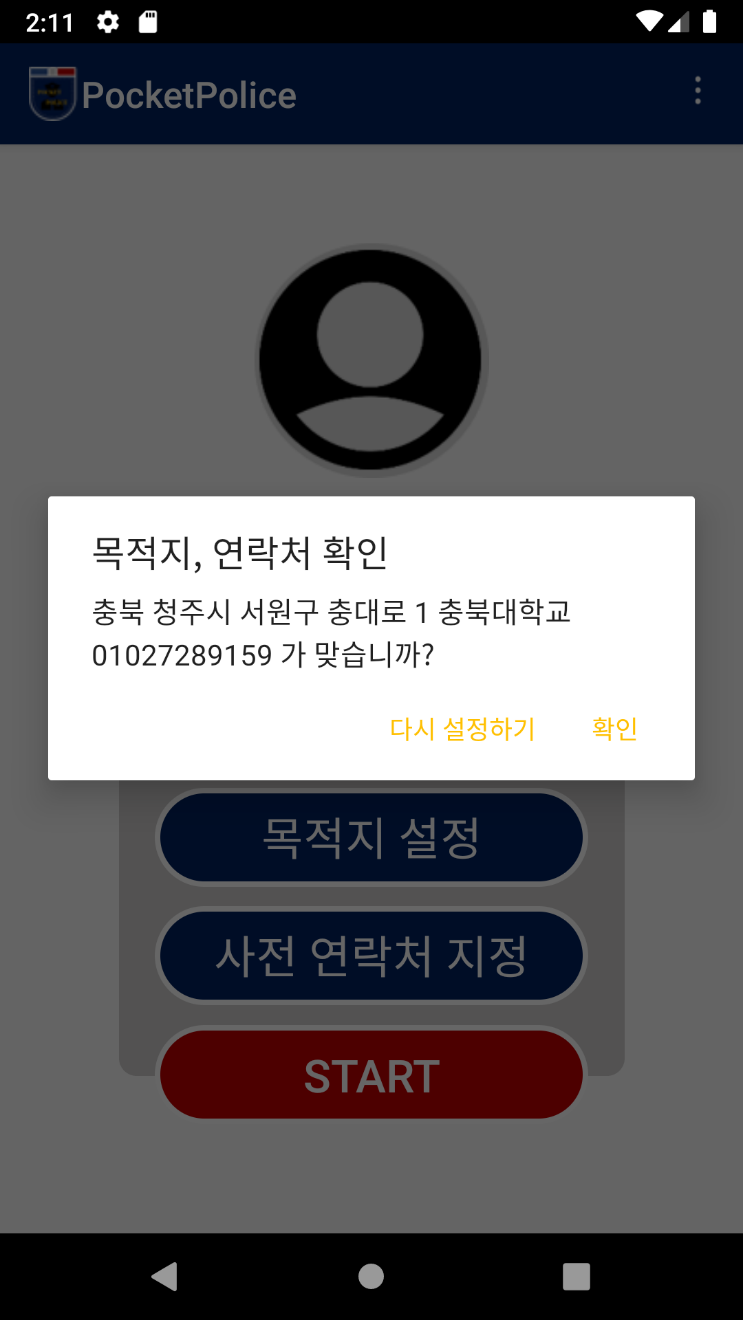 2:11
PocketPolice
목적지, 연락처 확인
충북 청주시 서원구 충대로 1 충북대학교
01027289159 가 맞습니까?
다시 설정하기 확인
목적지 설정
사전 연락처 지정
START